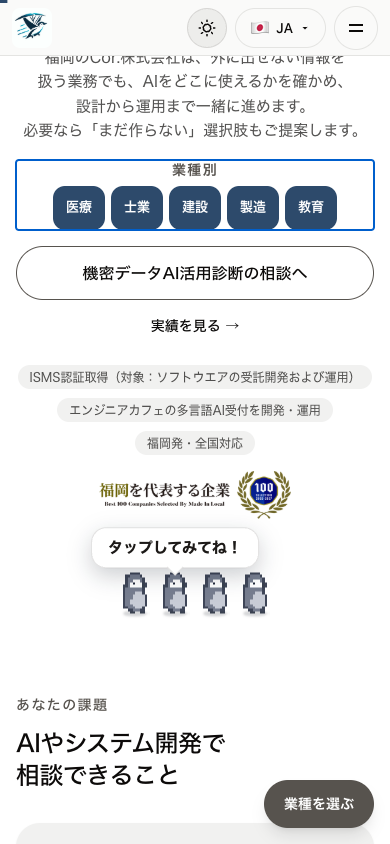 JA
福岡のCor.株式会社は、外に出せない情報を
扱う業務でも、AIをどこに使えるかを確かめ、
設計から運用まで一緒に進めます。
必要なら「まだ作らない」選択肢もご提案します。
業種別
医療 士業 建設 製造 教育
機密データAI活用診断の相談へ
実績を見る →
ISMS認証取得（対象：ソフトウエアの受託開発および運用）
エンジニアカフェの多言語AI受付を開発・運用
福岡発・全国対応
福岡を代表する企業
100
Best 100 Companies Selected By Made In Local
タップしてみてね！
あなたの課題
AIやシステム開発で
相談できること
業種を選ぶ